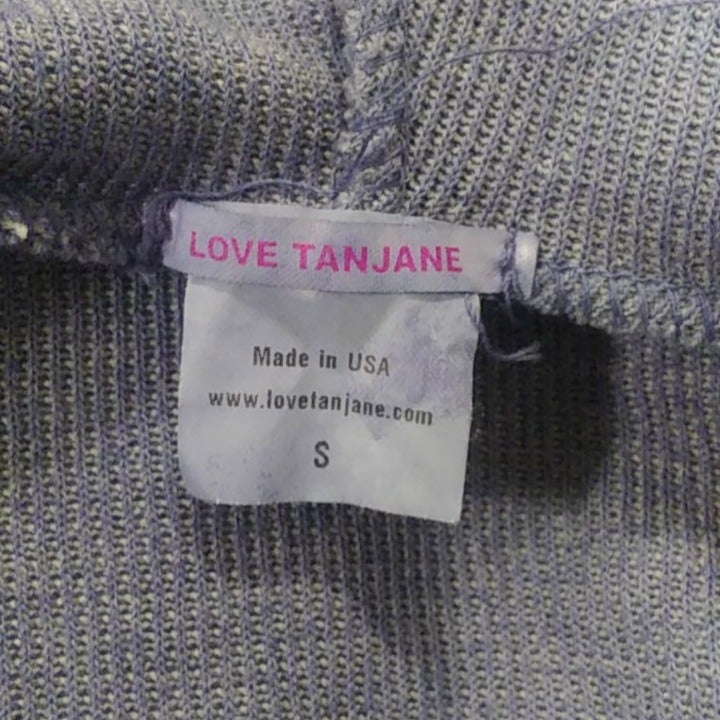 LOVE TANJANE
Made in USA
www.lovetanjane.com
S